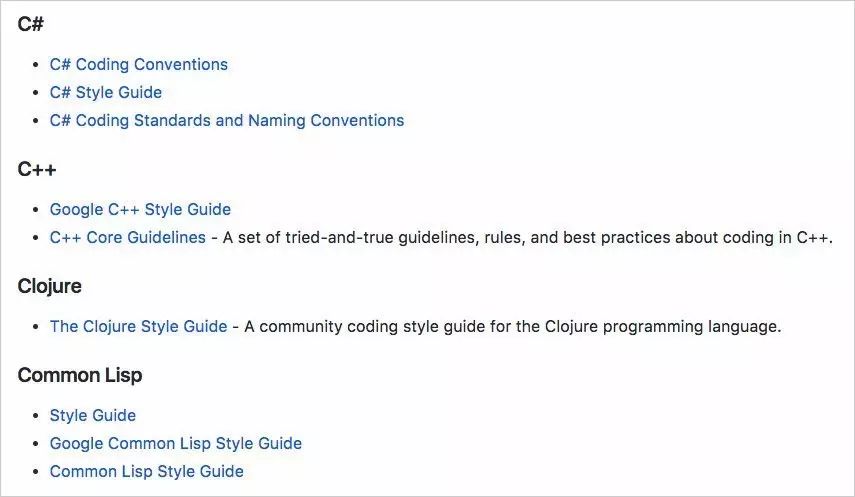 C#
• C# Coding Conventions
• C# Style Guide
• C# Coding Standards and Naming Conventions
C++
• Google C++ Style Guide
• C++ Core Guidelines - A set of tried-and-true guidelines, rules, and best practices about coding in C++.
Clojure
• The Clojure Style Guide - A community coding style guide for the Clojure programming language.
Common Lisp
• Style Guide
• Google Common Lisp Style Guide
• Common Lisp Style Guide